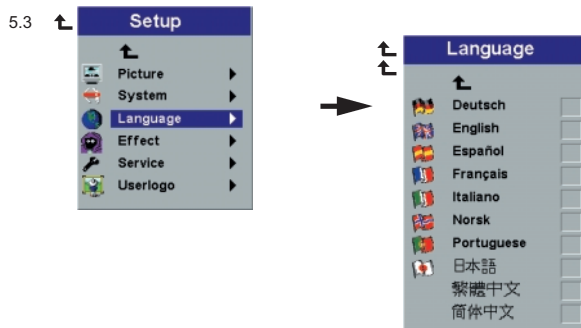 5.3
Setup
Picture
System
Language
Effect
Service
Userlogo
Language
Deutsch
English
Español
Français
Italiano
Norsk
Portuguese
日本語
繁體中文
简体中文